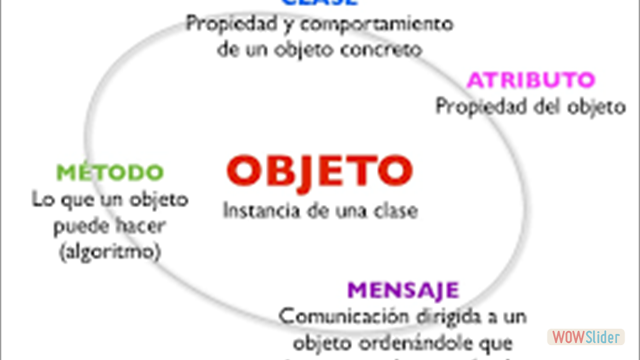 CLASE
Propiedad y comportamiento
de un objeto concreto
ATRIBUTO
Propiedad del objeto
OBJETO
Instancia de una clase
MÉTODO
Lo que un objeto
puede hacer
(algoritmo)
MENSAJE
Comunicación dirigida a un
objeto ordenándole que
WOWSlider